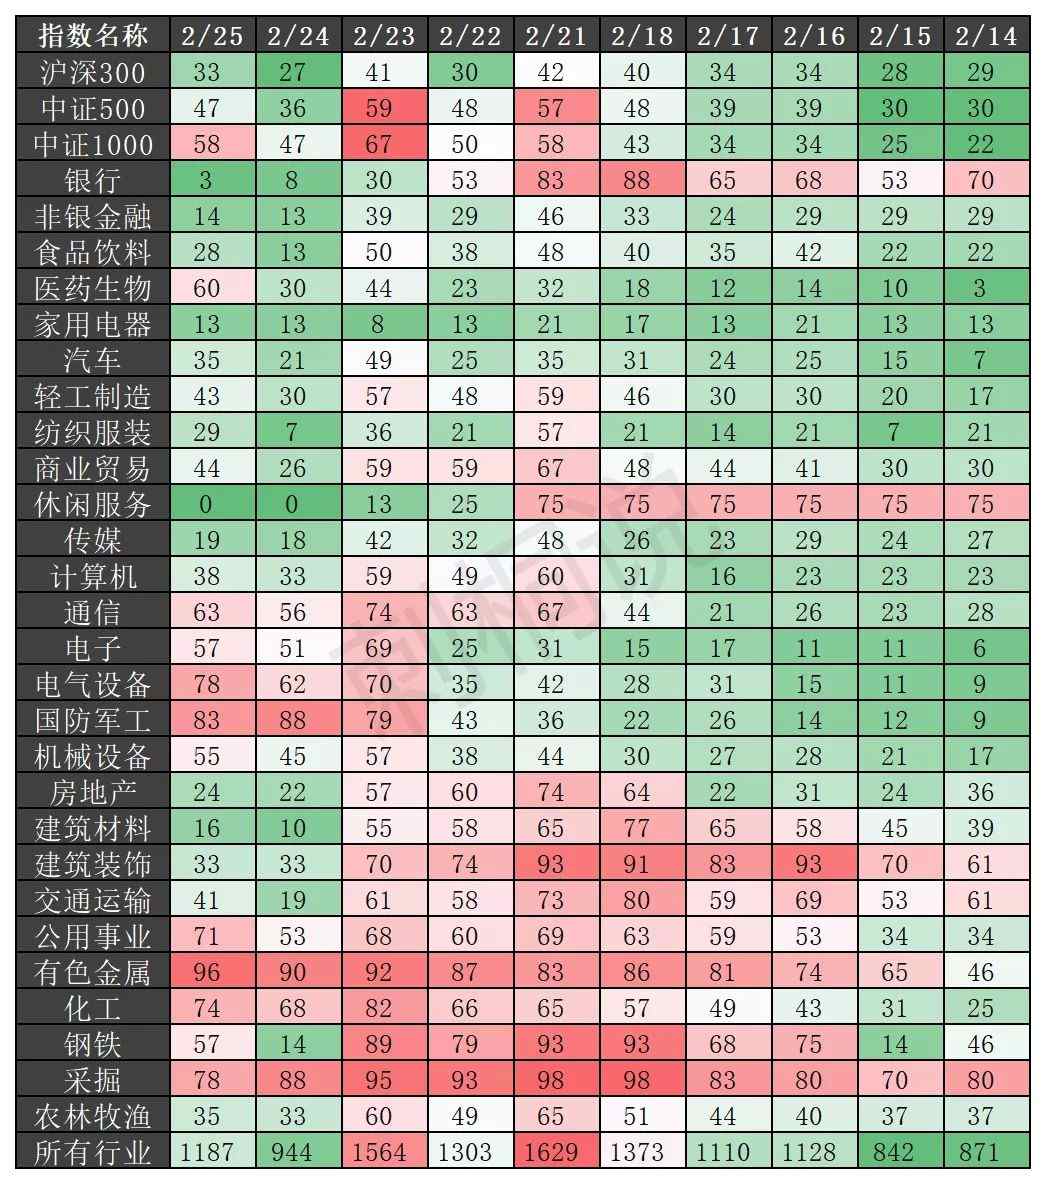 指数名称 2/25 2/24 2/23 2/22 2/21 2/18 2/17 2/16 2/15 2/14
沪深300 33 27 41 30 42 40 34 34 28 29
中证500 47 36 59 48 57 48 39 39 30 30
中证1000 58 47 67 50 58 43 34 34 25 22
银行 3 8 30 53 83 88 65 68 53 70
非银金融 14 13 39 29 46 33 24 29 29 29
食品饮料 28 13 50 38 48 40 35 42 22 22
医药生物 60 30 44 23 32 18 12 14 10 3
家用电器 13 13 8 13 21 17 13 21 13 13
汽车 35 21 49 25 35 31 24 25 15 7
轻工制造 43 30 57 48 59 46 30 30 20 17
纺织服装 29 7 36 21 57 21 14 21 7 21
商业贸易 44 26 59 59 67 48 44 41 30 30
休闲服务 0 0 13 25 75 75 75 75 75 75
传媒 19 18 42 32 48 26 23 29 24 27
计算机 38 33 59 49 60 31 16 23 23 23
通信 63 56 74 63 67 44 21 26 23 28
电子 57 51 69 25 31 15 17 11 11 6
电气设备 78 62 70 35 42 28 31 15 11 9
国防军工 83 88 79 43 36 22 26 14 12 9
机械设备 55 45 57 38 44 30 27 28 21 17
房地产 24 22 57 60 74 64 22 31 24 36
建筑材料 16 10 55 58 65 77 65 58 45 39
建筑装饰 33 33 70 74 93 91 83 93 70 61
交通运输 41 19 61 58 73 80 59 69 53 61
公用事业 71 53 68 60 69 63 59 53 34 34
有色金属 96 90 92 87 83 86 81 74 65 46
化工 74 68 82 66 65 57 49 43 31 25
钢铁 57 14 89 79 93 93 68 75 14 46
采掘 78 88 95 93 98 98 83 80 70 80
农林牧渔 35 33 60 49 65 51 44 40 37 37
所有行业 1187 944 1564 1303 1629 1373 1110 1128 842 871
刺桐说